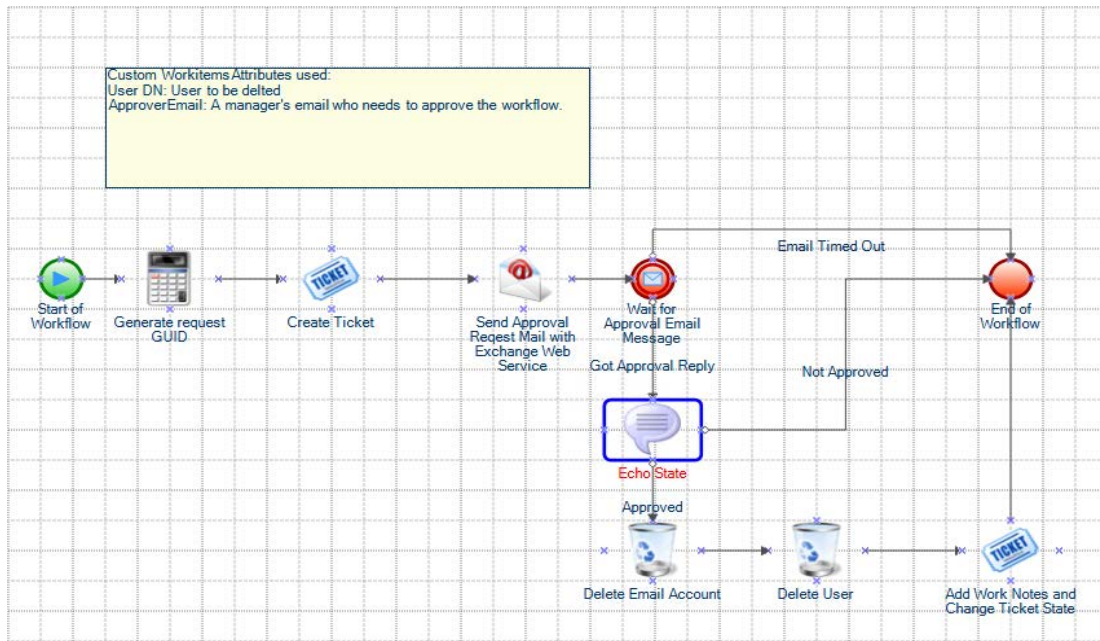 Custom Workitems Attributes used:
User DN: User to be delted
ApproverEmail: A manager's email who needs to approve the workflow.
Email Timed Out
Start of
Workflow
Generate request
GUID
TICKET
Create Ticket
Send Approval
Reqest Mail with
Exchange Web
Service
Wait for
Approval Email
Message
End of
Workflow
Got Approval Reply
Not Approved
Echo State
Approved
Delete Email Account
Delete User
TICKET
Add Work Notes and
Change Ticket State